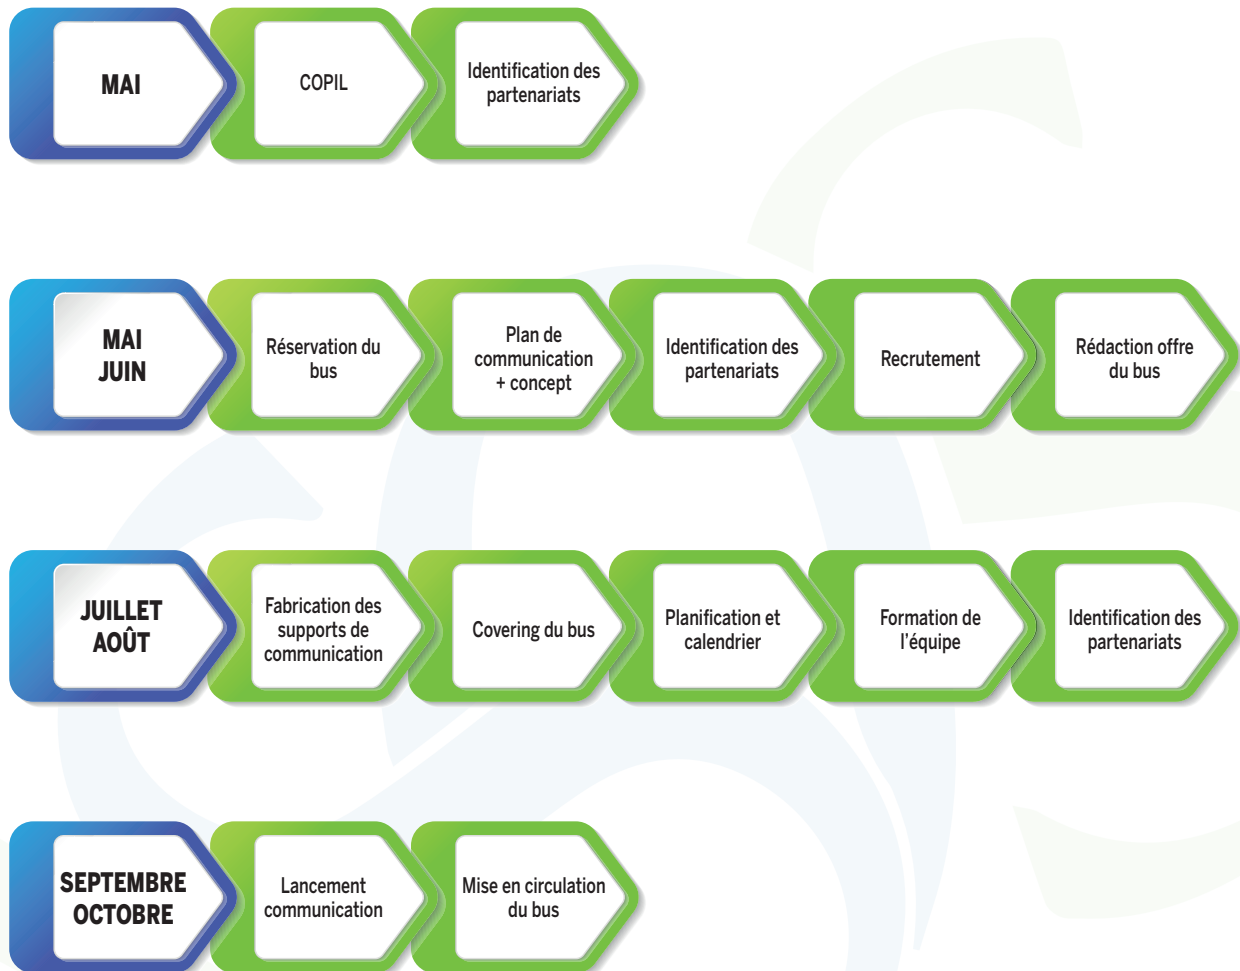 MAI
COPIL
Identification des
partenariats
MAI
JUIN
Réservation du
bus
Plan de
communication
+ concept
Identification des
partenariats
Recrutement
Rédaction offre
du bus
JUILLET
AOÛT
Fabrication des
supports de
communication
Covering du bus
Planification et
calendrier
Formation de
l’équipe
Identification des
partenariats
SEPTEMBRE
OCTOBRE
Lancement
communication
Mise en circulation
du bus